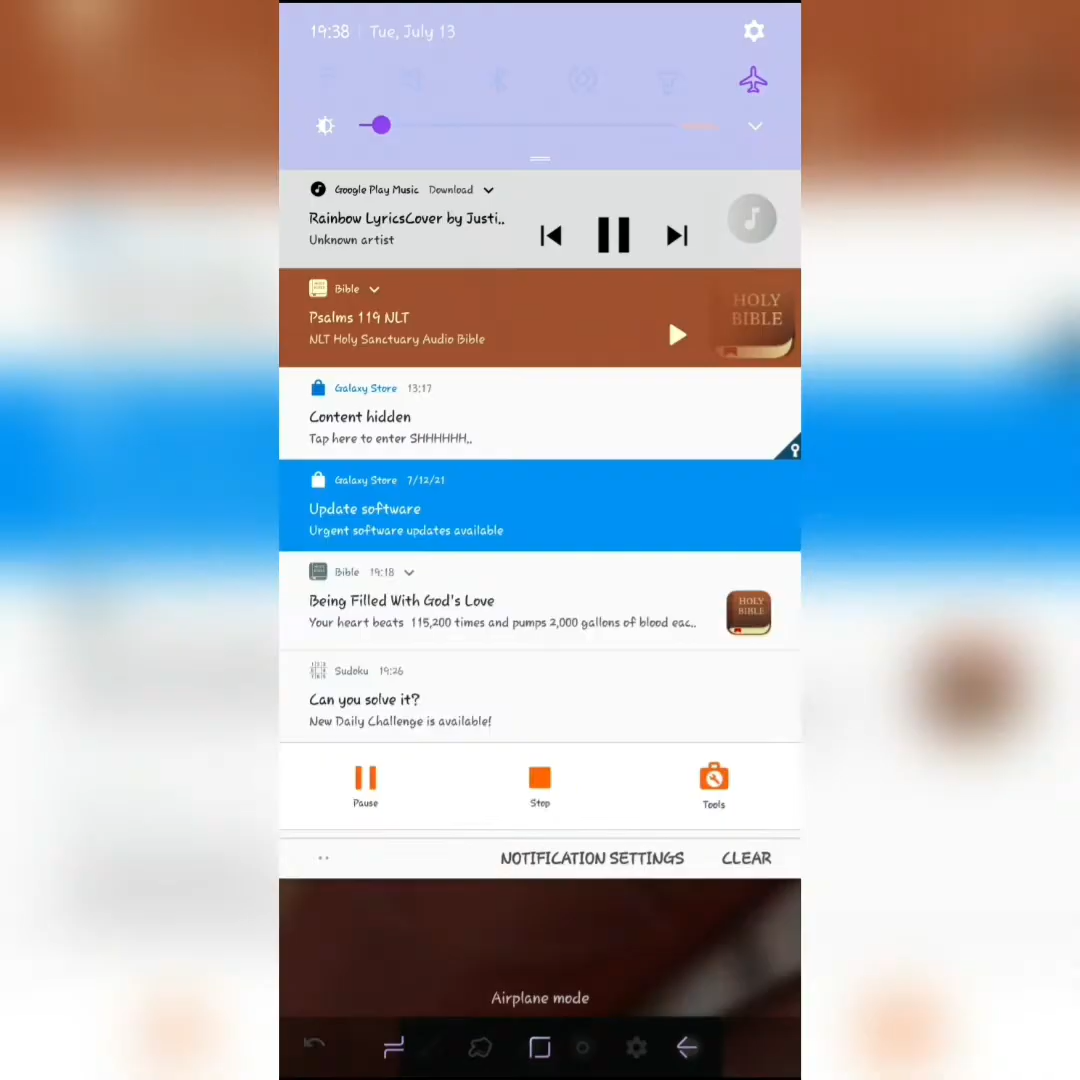 19:38 | Tue, July 13
Google Play Music Download
Rainbow LyricsCover by Justi..
Unknown artist
Bible
Psalms 119 NLT
NLT Holy Sanctuary Audio Bible
HOLY
BIBLE
Galaxy Store 13:17
Content hidden
Tap here to enter SHHHHHH..
Galaxy Store 7/12/21
Update software
Urgent software updates available
Bible 19:18
Being Filled With God's Love
Your heart beats 115,200 times and pumps 2,000 gallons of blood eac..
HOLY
BIBLE
Sudoku 19:26
Can you solve it?
New Daily Challenge is available!
Pause
Stop
Tools
NOTIFICATION SETTINGS CLEAR
Airplane mode